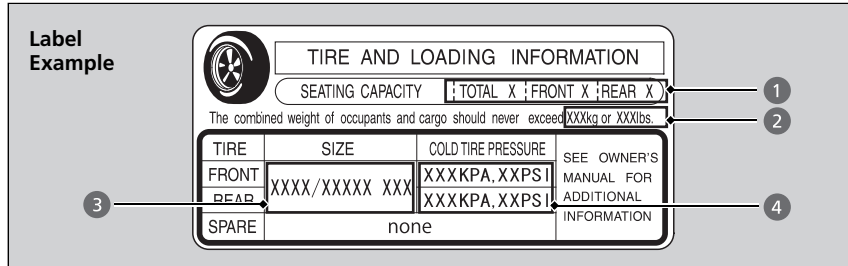 Label
Example
TIRE AND LOADING INFORMATION
SEATING CAPACITY TOTAL X FRONT X REAR X
1
The combined weight of occupants and cargo should never exceed XXXkg or XXXlbs.
2
TIRE SIZE COLD TIRE PRESSURE
SEE OWNER'S
MANUAL FOR
ADDITIONAL
INFORMATION
FRONT XXXX/XXXXX XXX XXXKPA,XXPSI
REAR XXXKPA,XXPSI
3
4
SPARE none